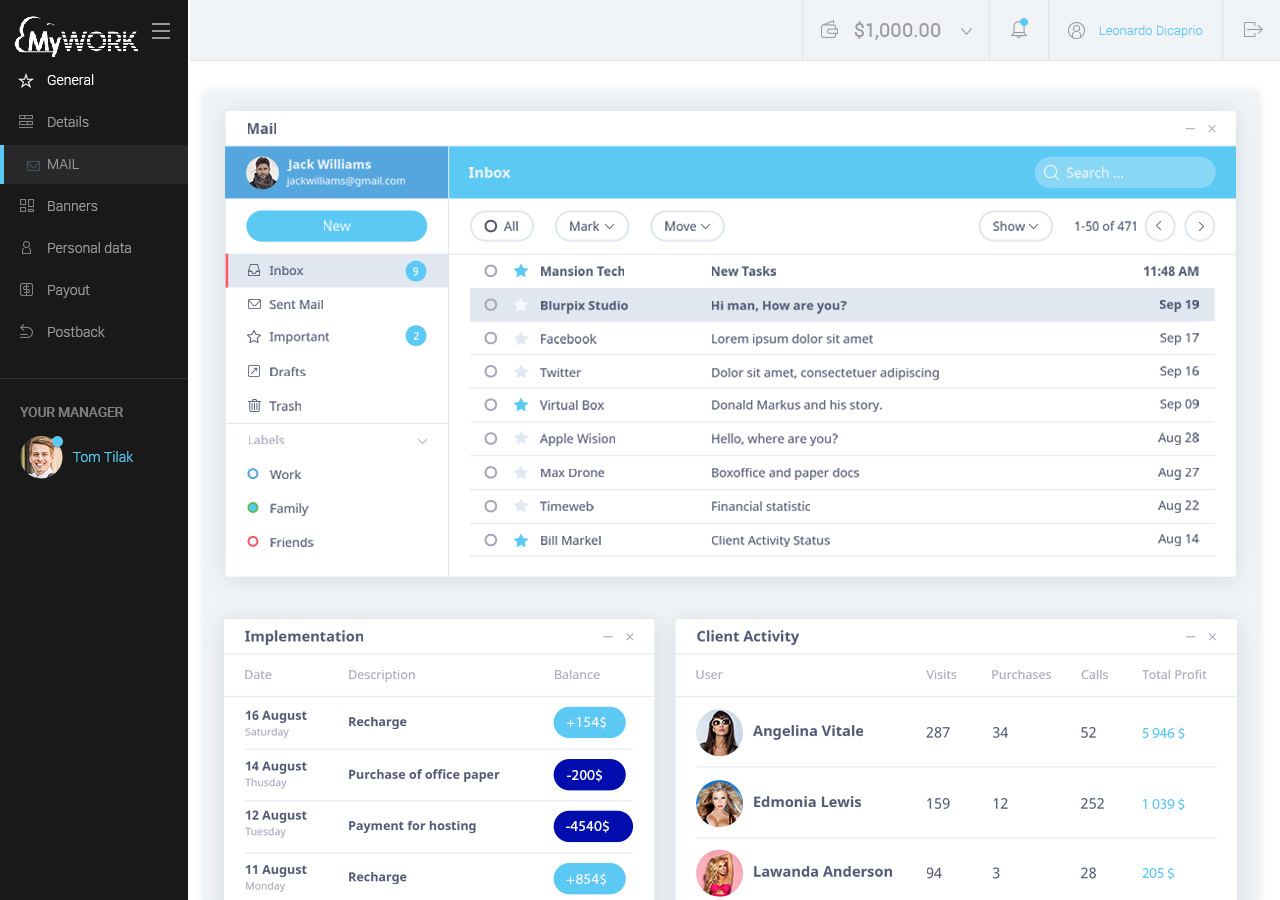 MyWORK
$1,000.00
Leonardo Dicaprio
General
Details
MAIL
Banners
Personal data
Payout
Postback
YOUR MANAGER
Tom Tilak
Mail
Jack Williams
jackwilliams@gmail.com
Inbox
Search ...
New
All
Mark
Move
Show
1-50 of 471
Inbox 9
Sent Mail
Important 2
Drafts
Trash
Labels
Work
Family
Friends
Mansion Tech New Tasks 11:48 AM
Blurpix Studio Hi man, How are you? Sep 19
Facebook Lorem ipsum dolor sit amet Sep 17
Twitter Dolor sit amet, consectetuer adipiscing Sep 16
Virtual Box Donald Markus and his story. Sep 09
Apple Wision Hello, where are you? Aug 28
Max Drone Boxoffice and paper docs Aug 27
Timeweb Financial statistic Aug 22
Bill Markel Client Activity Status Aug 14
Implementation
Date Description Balance
16 August
Saturday
Recharge +154$
14 August
Thusday
Purchase of office paper -200$
12 August
Tuesday
Payment for hosting -4540$
11 August
Monday
Recharge +854$
Client Activity
User Visits Purchases Calls Total Profit
Angelina Vitale 287 34 52 5 946 $
Edmonia Lewis 159 12 252 1 039 $
Lawanda Anderson 94 3 28 205 $